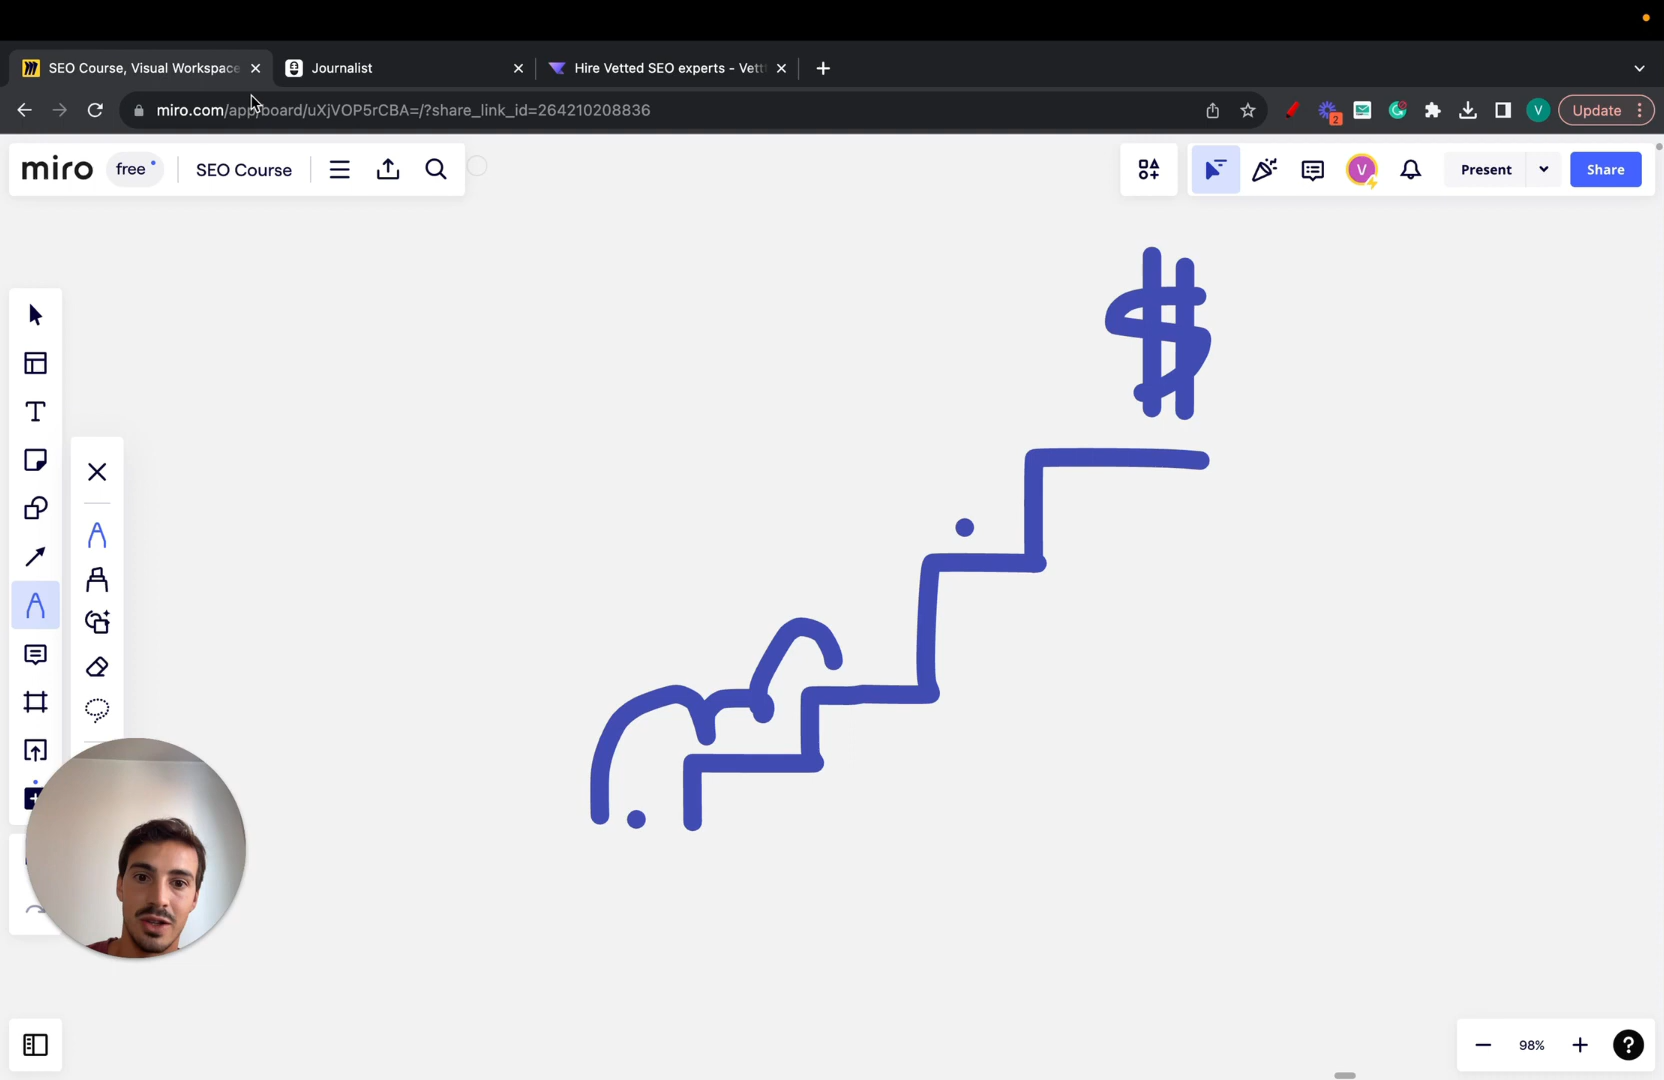 SEO Course, Visual Workspace
Journalist
Hire Vetted SEO experts - Vett
miro.com/app/board/uXjVOP5rCBA=/?share_link_id=264210208836
2
V
Update
miro
free
SEO Course
V
Present
Share
T
$
98%
?